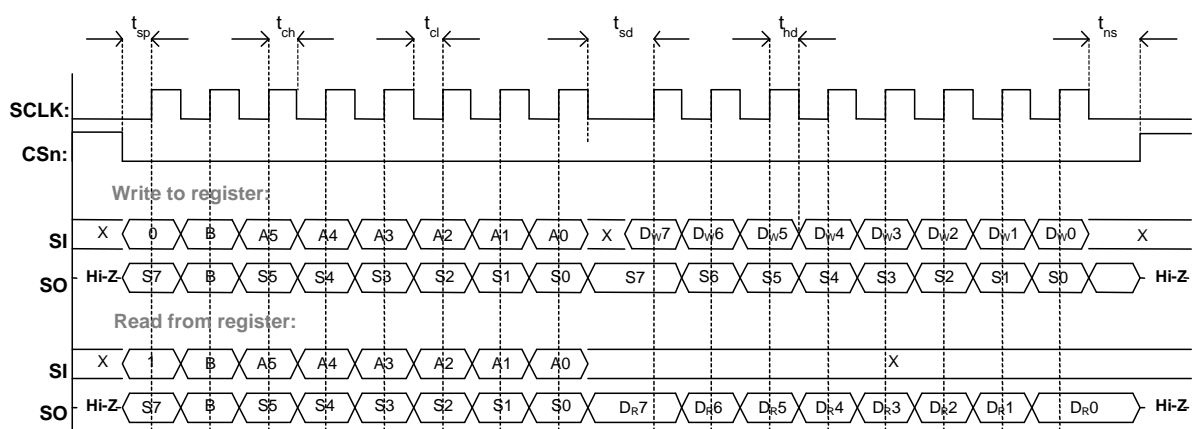 tsp tch tcl tsd thd tns
SCLK:
CSn:
Write to register:
SI X 0 B A5 A4 A3 A2 A1 A0 X DW7 DW6 DW5 DW4 DW3 DW2 DW1 DW0 X
SO Hi-Z S7 B S5 S4 S3 S2 S1 S0 S7 S6 S5 S4 S3 S2 S1 S0 Hi-Z
Read from register:
SI X 1 B A5 A4 A3 A2 A1 A0 X
SO Hi-Z S7 B S5 S4 S3 S2 S1 S0 DR7 DR6 DR5 DR4 DR3 DR2 DR1 DR0 Hi-Z